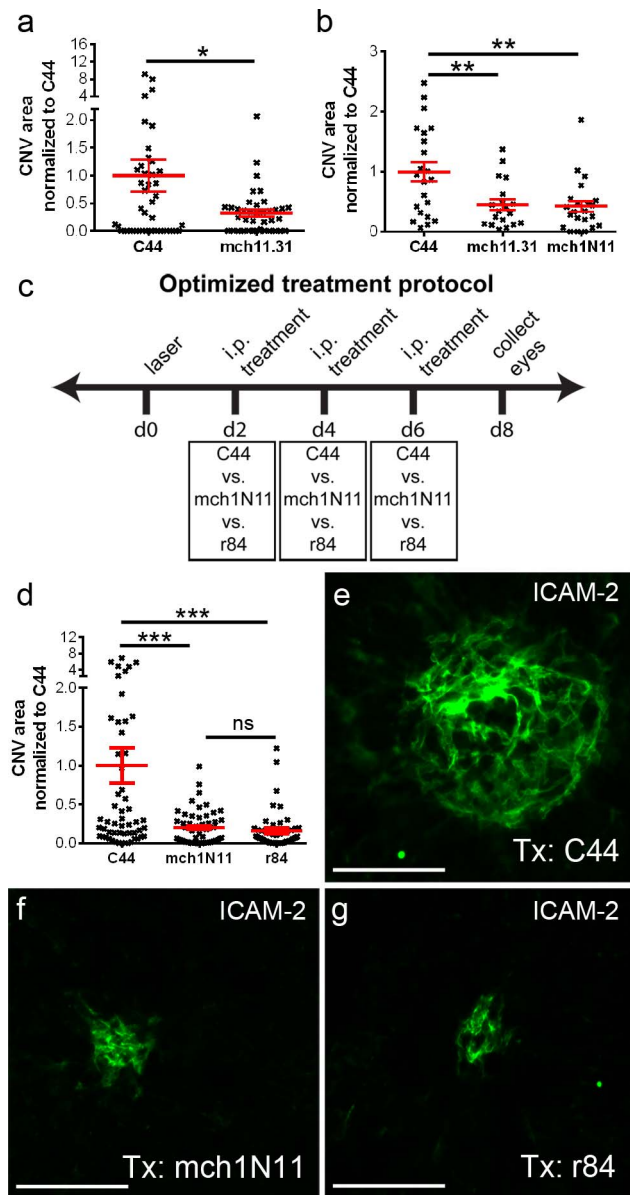 a
CNV area
normalized to C44
16
12
8
4
2.0
1.5
1.0
0.5
0.0
*
C44 mch11.31
b
CNV area
normalized to C44
3
2
1
0
**
**
C44 mch11.31 mch1N11
c
Optimized treatment protocol
laser
i.p.
treatment
i.p.
treatment
i.p.
treatment
collect
eyes
d0 d2 d4 d6 d8
C44
vs.
mch1N11
vs.
r84
C44
vs.
mch1N11
vs.
r84
C44
vs.
mch1N11
vs.
r84
d
CNV area
normalized to C44
12
8
4
2.0
1.5
1.0
0.5
0.0
***
***
ns
C44 mch1N11 r84
e
ICAM-2
Tx: C44
f
ICAM-2
Tx: mch1N11
g
ICAM-2
Tx: r84